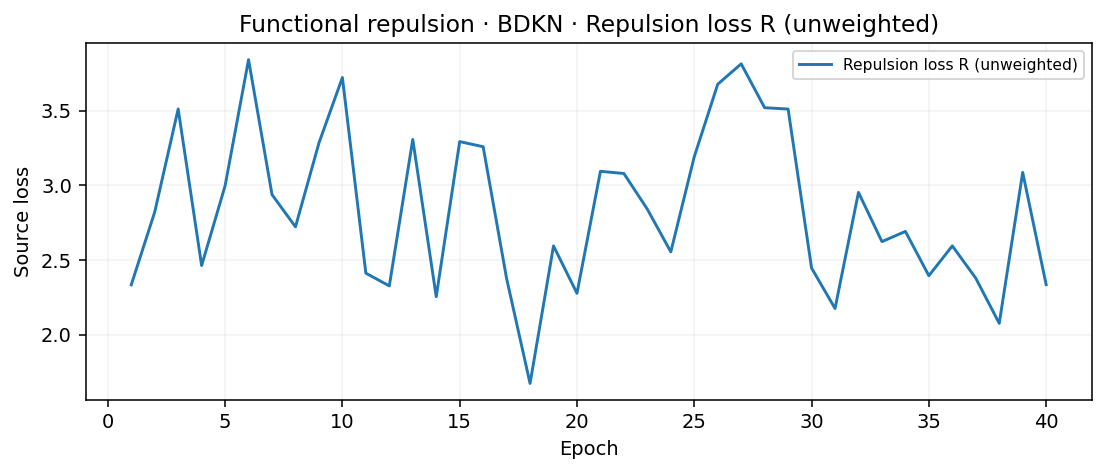 Functional repulsion · BDKN · Repulsion loss R (unweighted)
Repulsion loss R (unweighted)
Source loss
3.5
3.0
2.5
2.0
0 5 10 15 20 25 30 35 40
Epoch